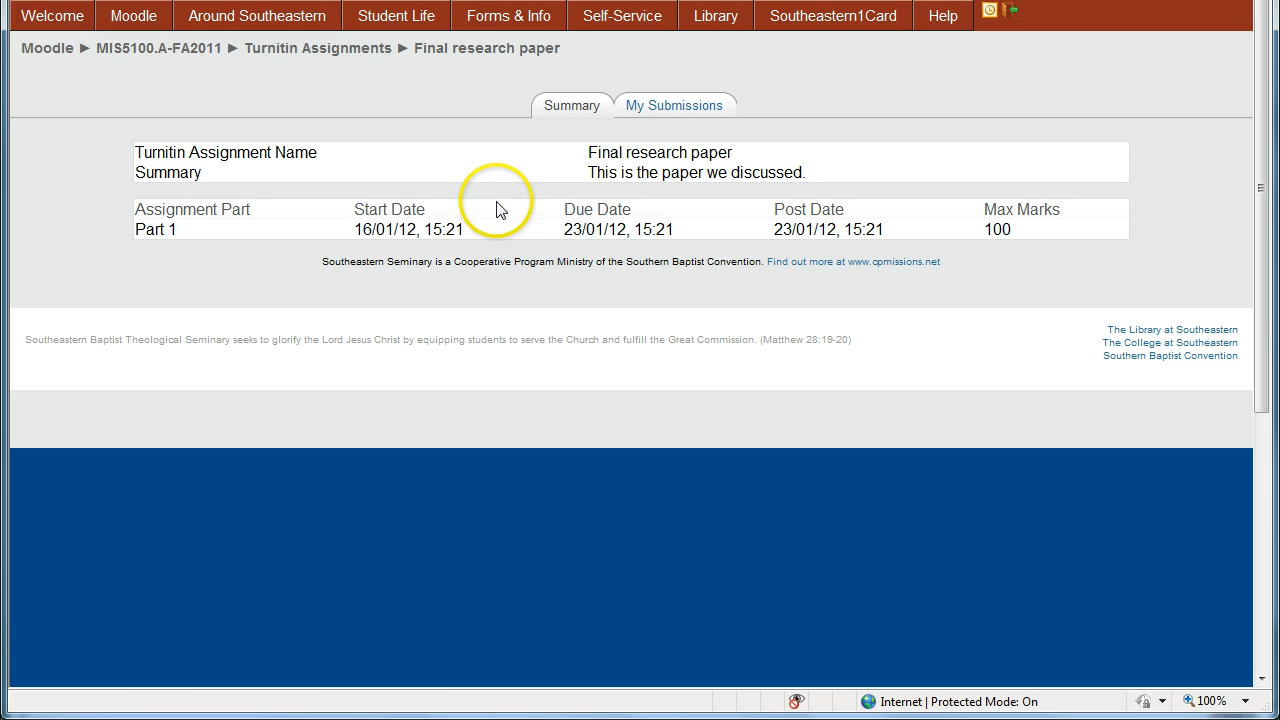 Welcome Moodle Around Southeastern Student Life Forms & Info Self-Service Library Southeastern1Card Help
Moodle ► MIS5100.A-FA2011 ► Turnitin Assignments ► Final research paper
Summary My Submissions
Turnitin Assignment Name Final research paper
Summary This is the paper we discussed.
Assignment Part Start Date Due Date Post Date Max Marks
Part 1 16/01/12, 15:21 23/01/12, 15:21 23/01/12, 15:21 100
Southeastern Seminary is a Cooperative Program Ministry of the Southern Baptist Convention. Find out more at www.cpmissions.net
The Library at Southeastern
Southeastern Baptist Theological Seminary seeks to glorify the Lord Jesus Christ by equipping students to serve the Church and fulfill the Great Commission. (Matthew 28:19-20)
The College at Southeastern
Southern Baptist Convention
Internet | Protected Mode: On 100%